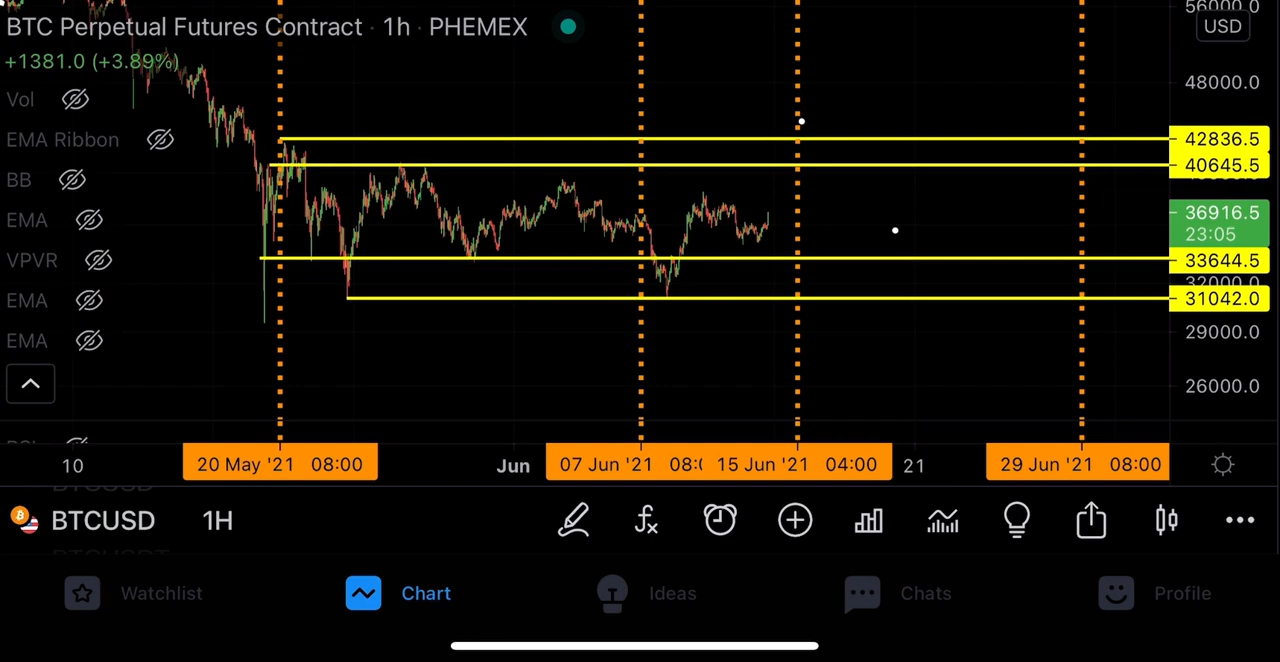 56000.0
BTC Perpetual Futures Contract · 1h · PHEMEX
USD
+1381.0 (+3.89%)
48000.0
Vol
EMA Ribbon
42836.5
40645.5
BB
EMA
36916.5
23:05
VPVR
33644.5
32000.0
EMA
31042.0
29000.0
EMA
26000.0
10
20 May '21 08:00
Jun
07 Jun '21 08:
15 Jun '21 04:00
21
29 Jun '21 08:00
BTCUSD
1H
Watchlist
Chart
Ideas
Chats
Profile